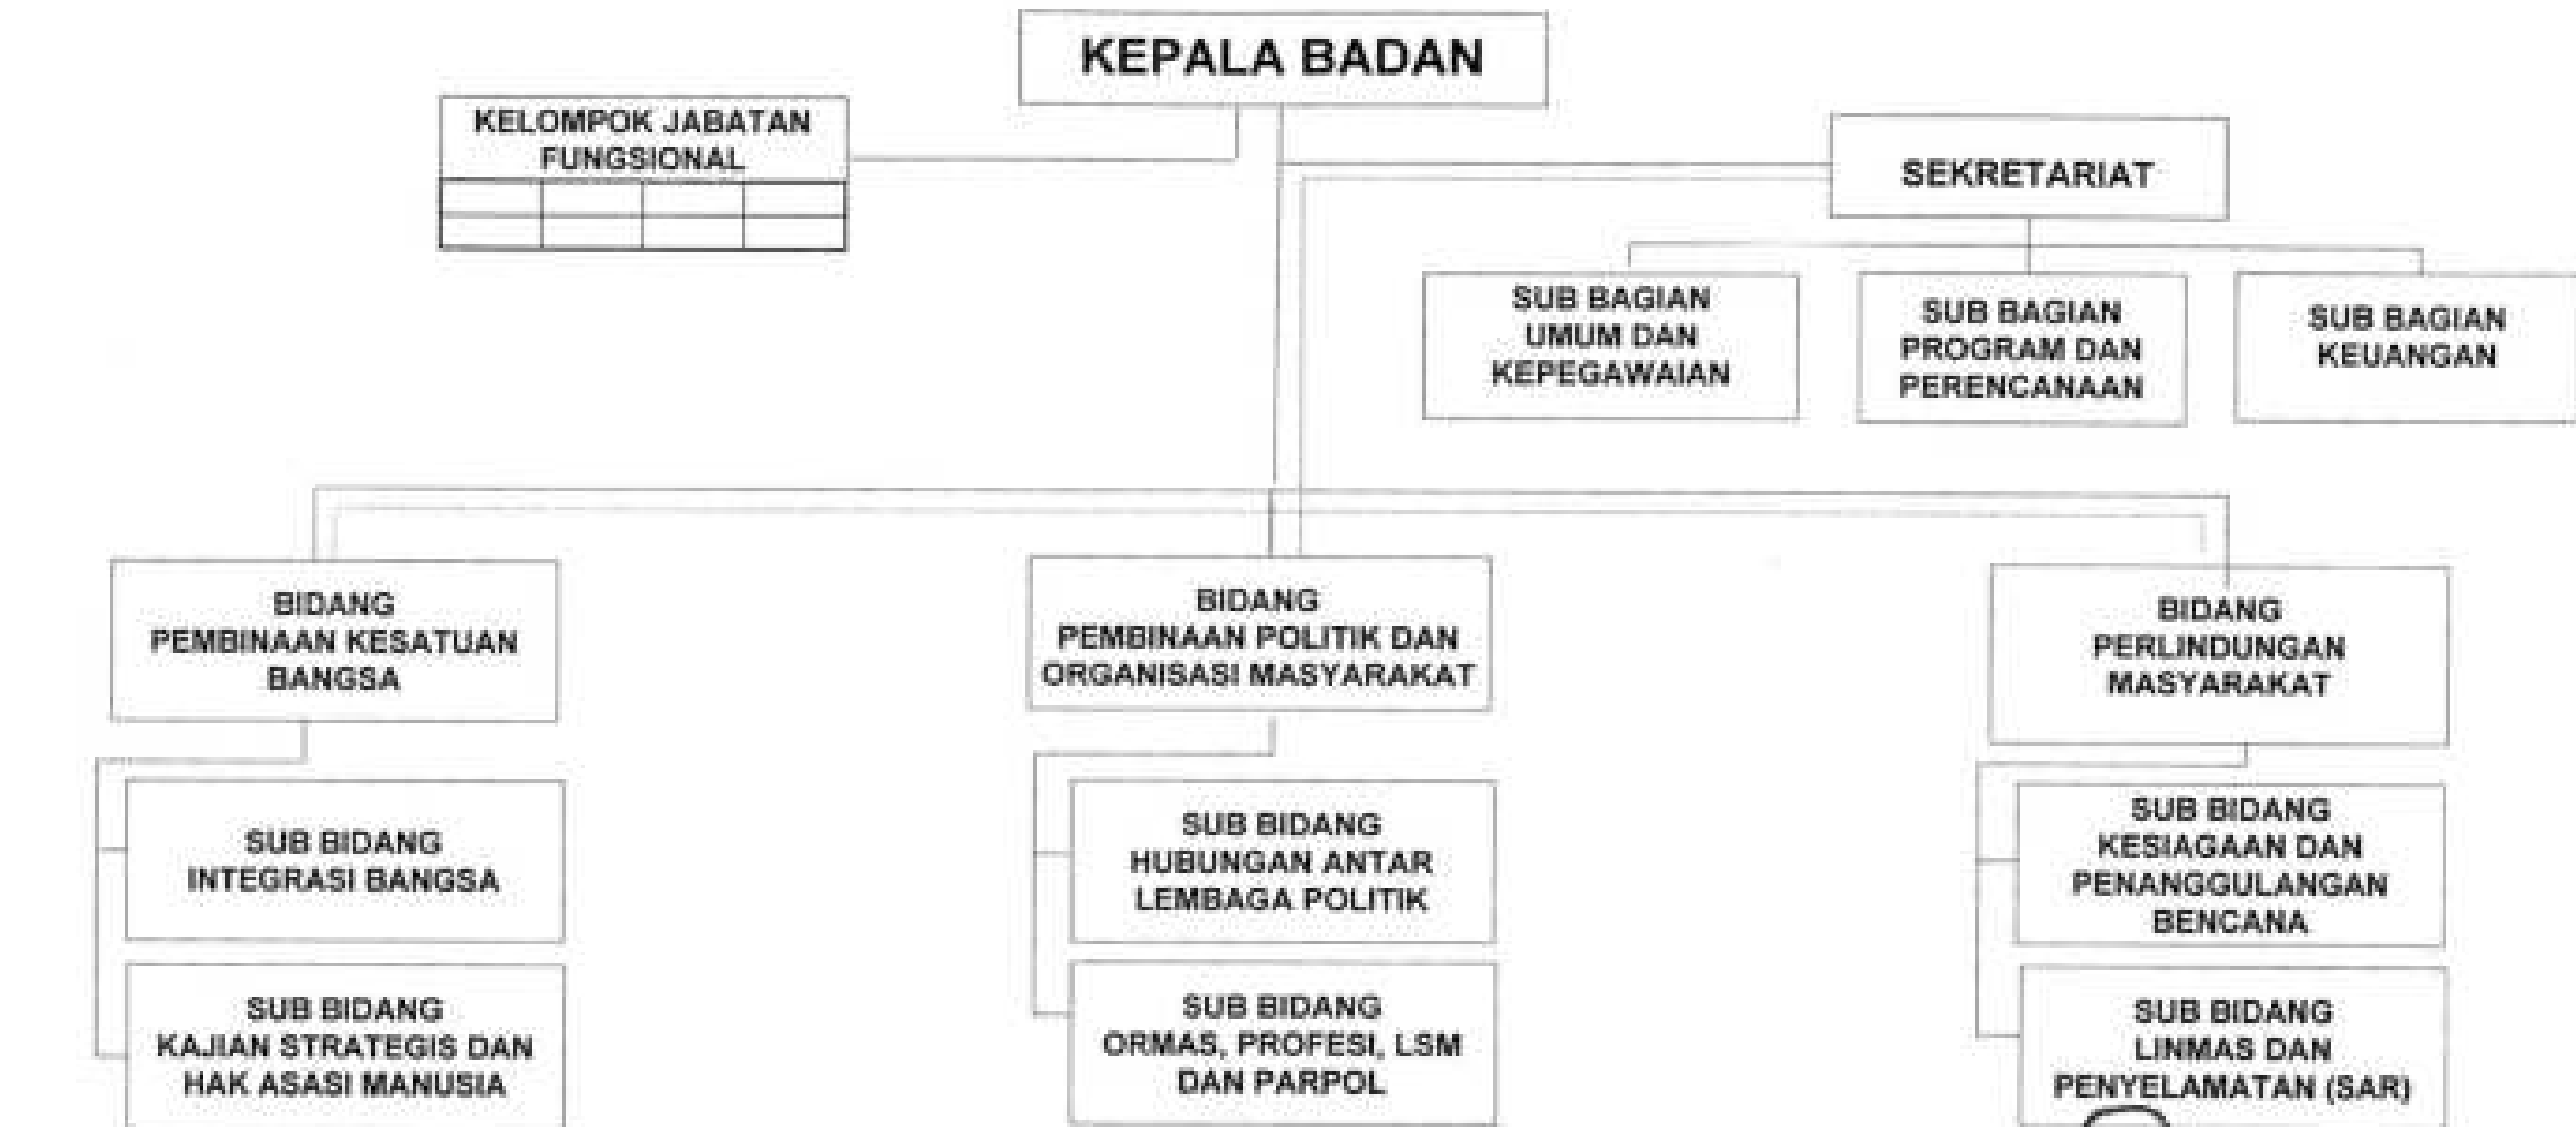 KEPALA BADAN
KELOMPOK JABATAN
FUNGSIONAL
SEKRETARIAT
SUB BAGIAN
UMUM DAN
KEPEGAWAIAN
SUB BAGIAN
PROGRAM DAN
PERENCANAAN
SUB BAGIAN
KEUANGAN
BIDANG
PEMBINAAN KESATUAN
BANGSA
BIDANG
PEMBINAAN POLITIK DAN
ORGANISASI MASYARAKAT
BIDANG
PERLINDUNGAN
MASYARAKAT
SUB BIDANG
INTEGRASI BANGSA
SUB BIDANG
HUBUNGAN ANTAR
LEMBAGA POLITIK
SUB BIDANG
KESIAGAAN DAN
PENANGGULANGAN
BENCANA
SUB BIDANG
KAJIAN STRATEGIS DAN
HAK ASASI MANUSIA
SUB BIDANG
ORMAS, PROFESI, LSM
DAN PARPOL
SUB BIDANG
LINMAS DAN
PENYELAMATAN (SAR)